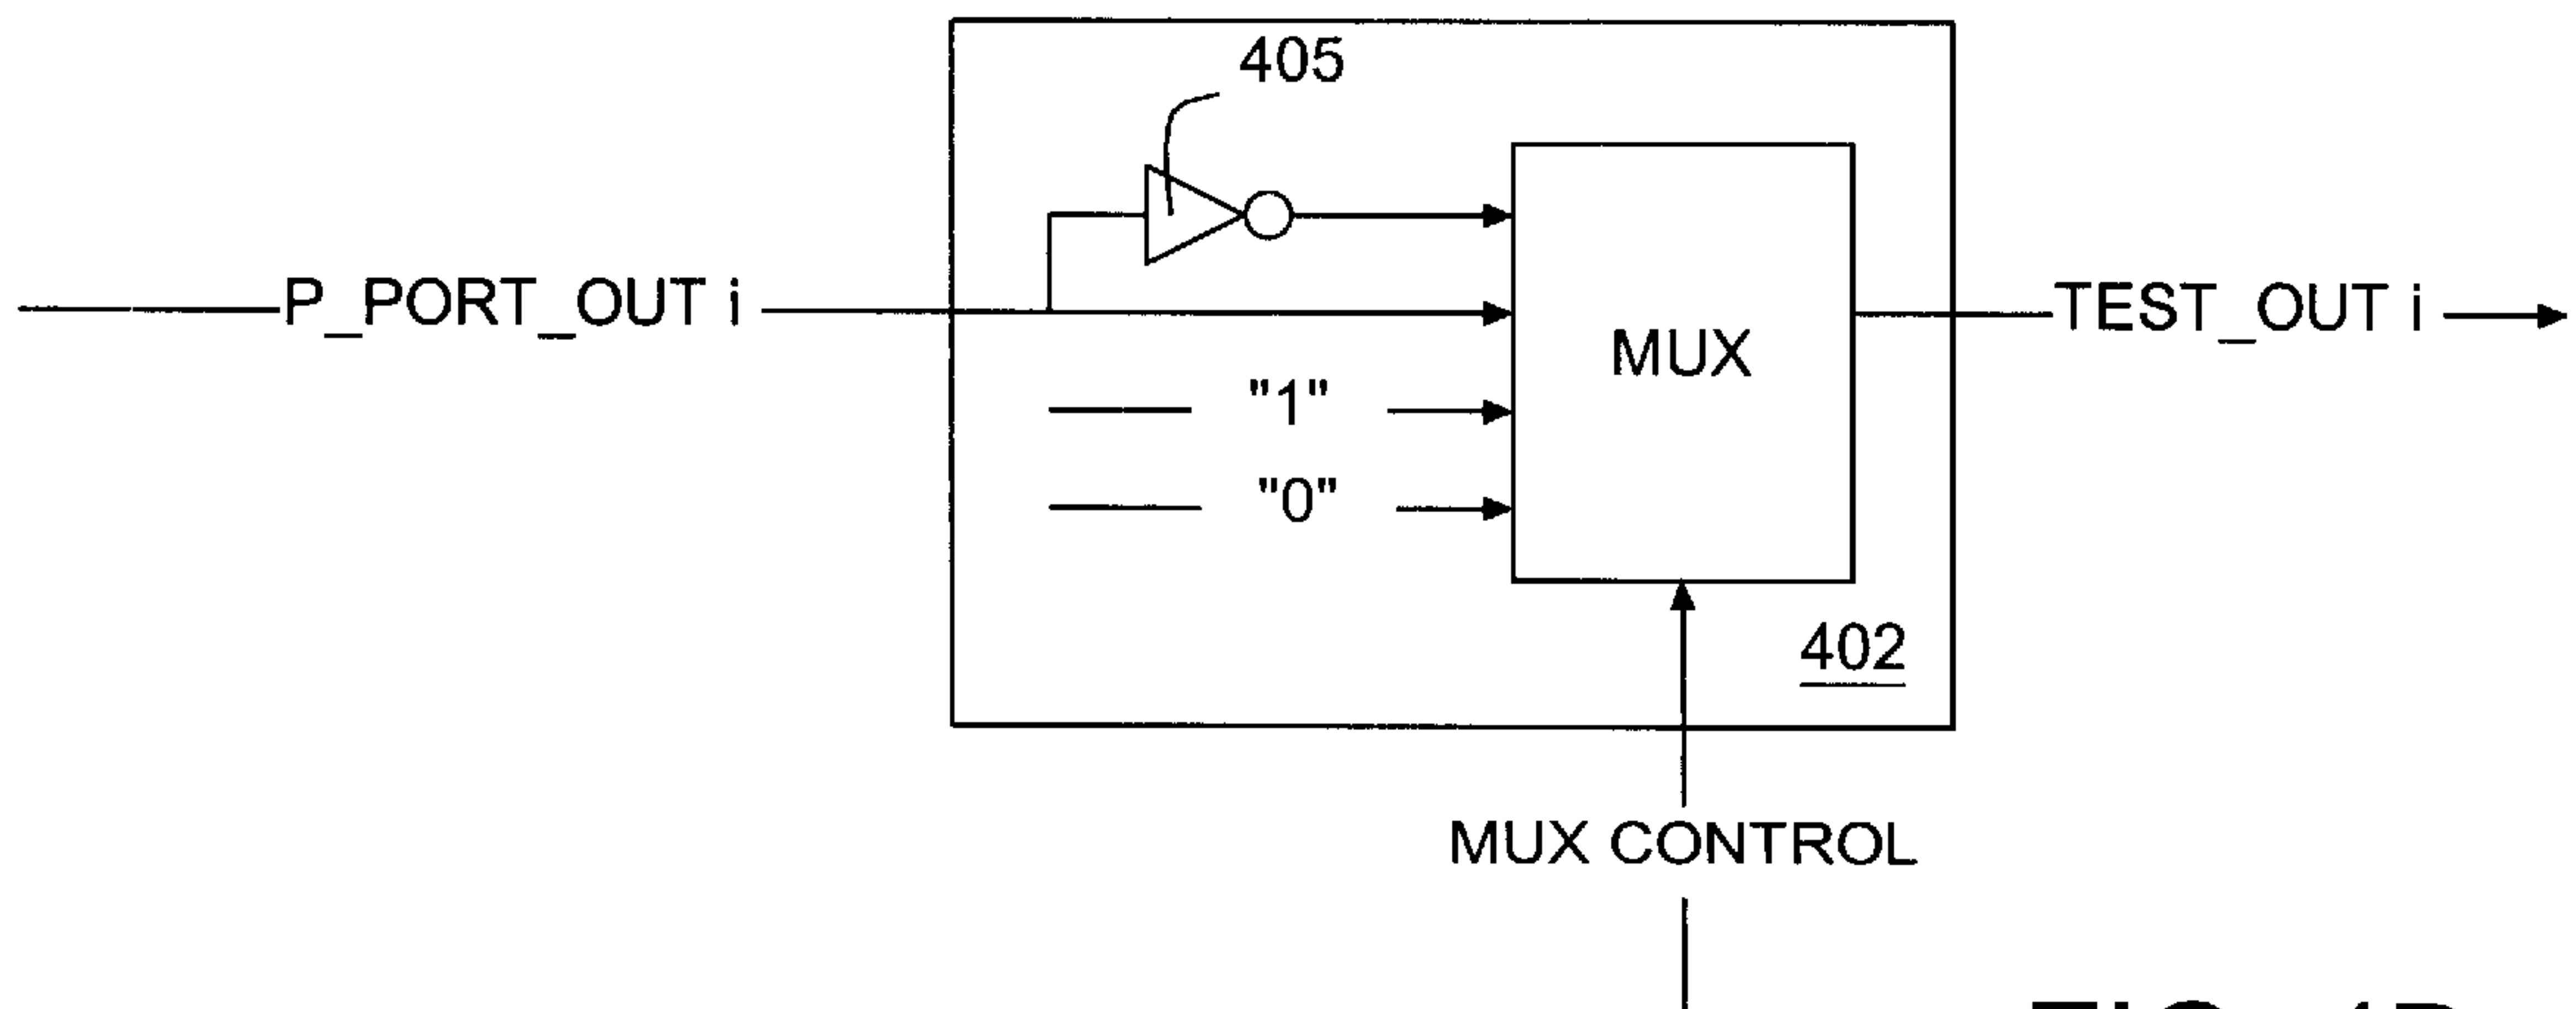 405
P_PORT_OUT i
TEST_OUT i
MUX
"1"
"0"
402
MUX CONTROL